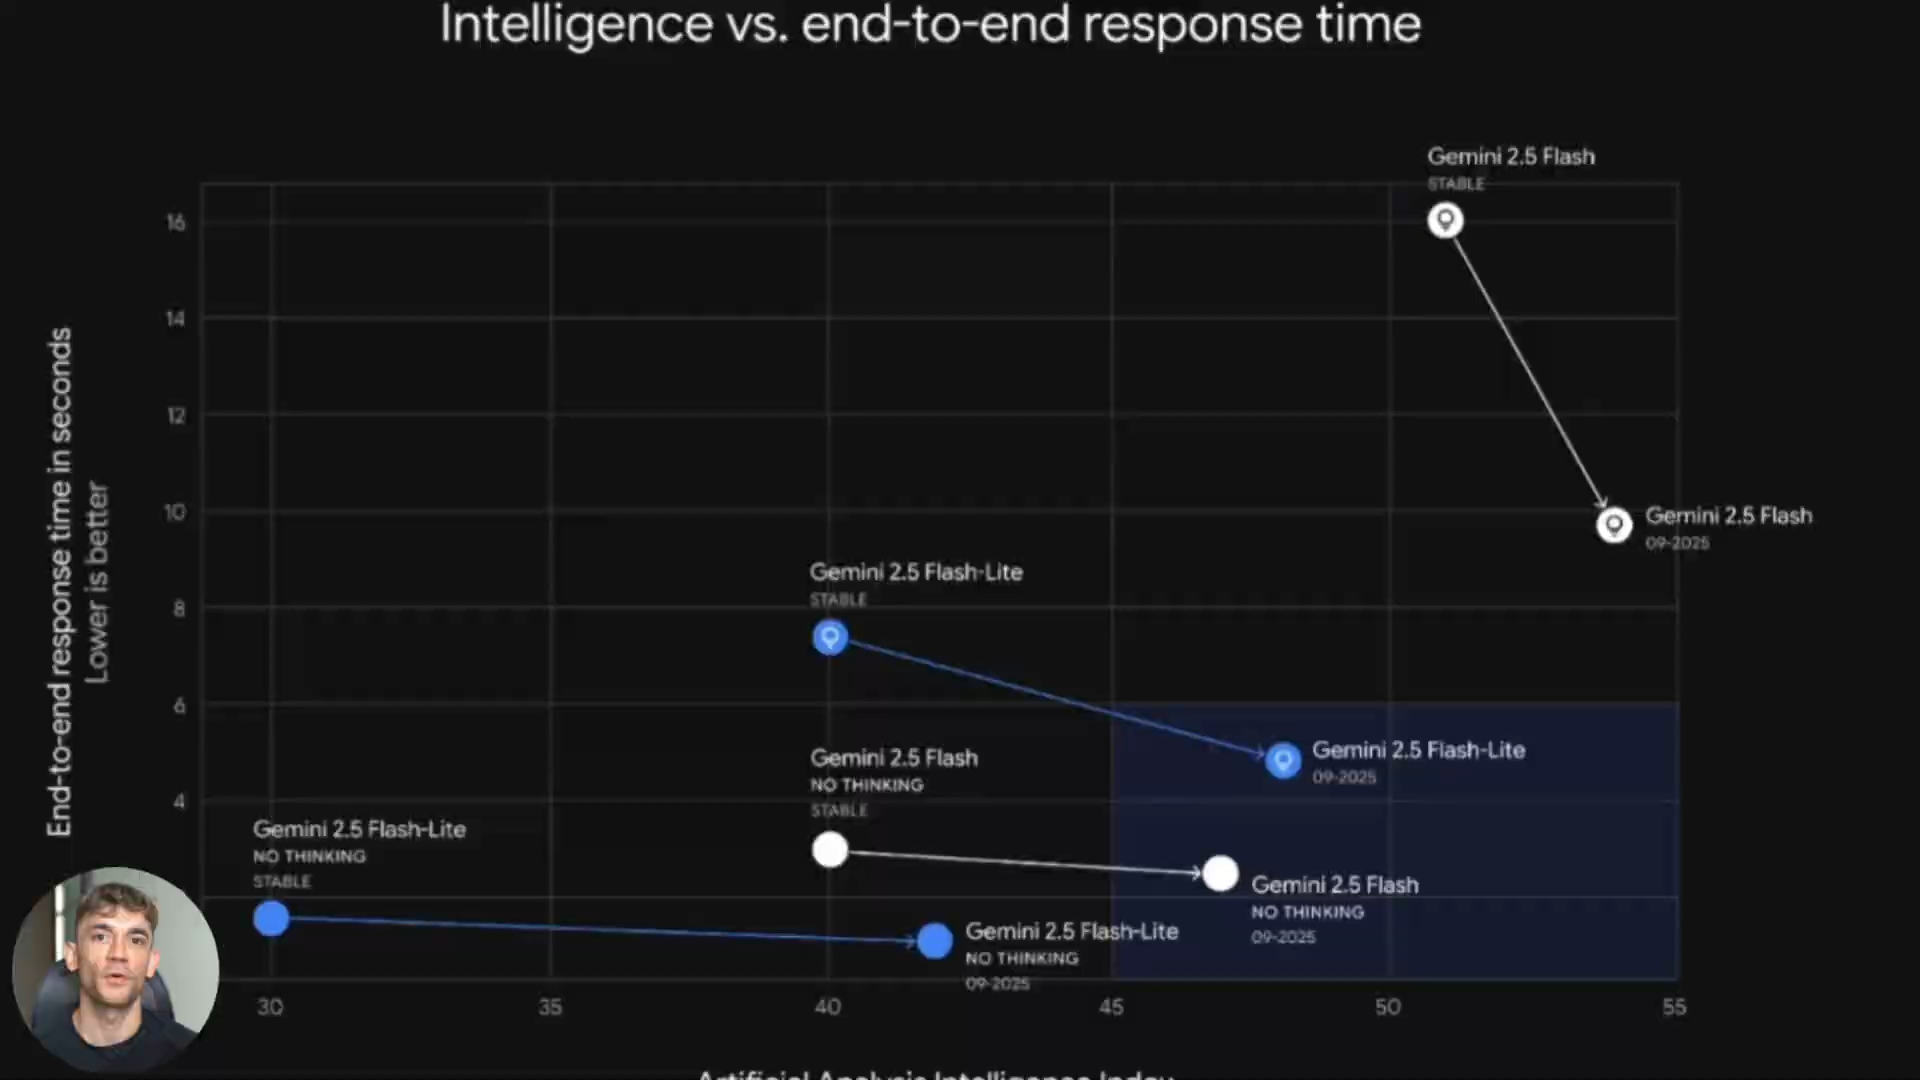 Intelligence vs. end-to-end response time
Gemini 2.5 Flash
STABLE
16
14
12
10
8
6
4
End-to-end response time in seconds
Lower is better
Gemini 2.5 Flash
09-2025
Gemini 2.5 Flash-Lite
STABLE
Gemini 2.5 Flash-Lite
09-2025
Gemini 2.5 Flash
NO THINKING
STABLE
Gemini 2.5 Flash-Lite
NO THINKING
STABLE
Gemini 2.5 Flash
NO THINKING
09-2025
Gemini 2.5 Flash-Lite
NO THINKING
09-2025
30
35
40
45
50
55
Artificial Analysis Intelligence Index